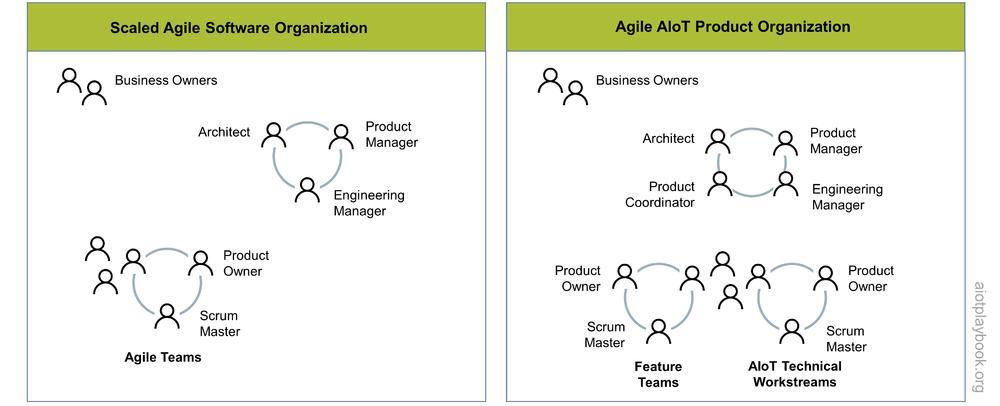 Scaled Agile Software Organization
Business Owners
Architect
Product
Manager
Engineering
Manager
Product
Owner
Scrum
Master
Agile Teams
Agile AIoT Product Organization
Business Owners
Architect
Product
Manager
Product
Coordinator
Engineering
Manager
Product
Owner
Scrum
Master
Feature
Teams
Product
Owner
Scrum
Master
AIoT Technical
Workstreams
aiotplaybook.org